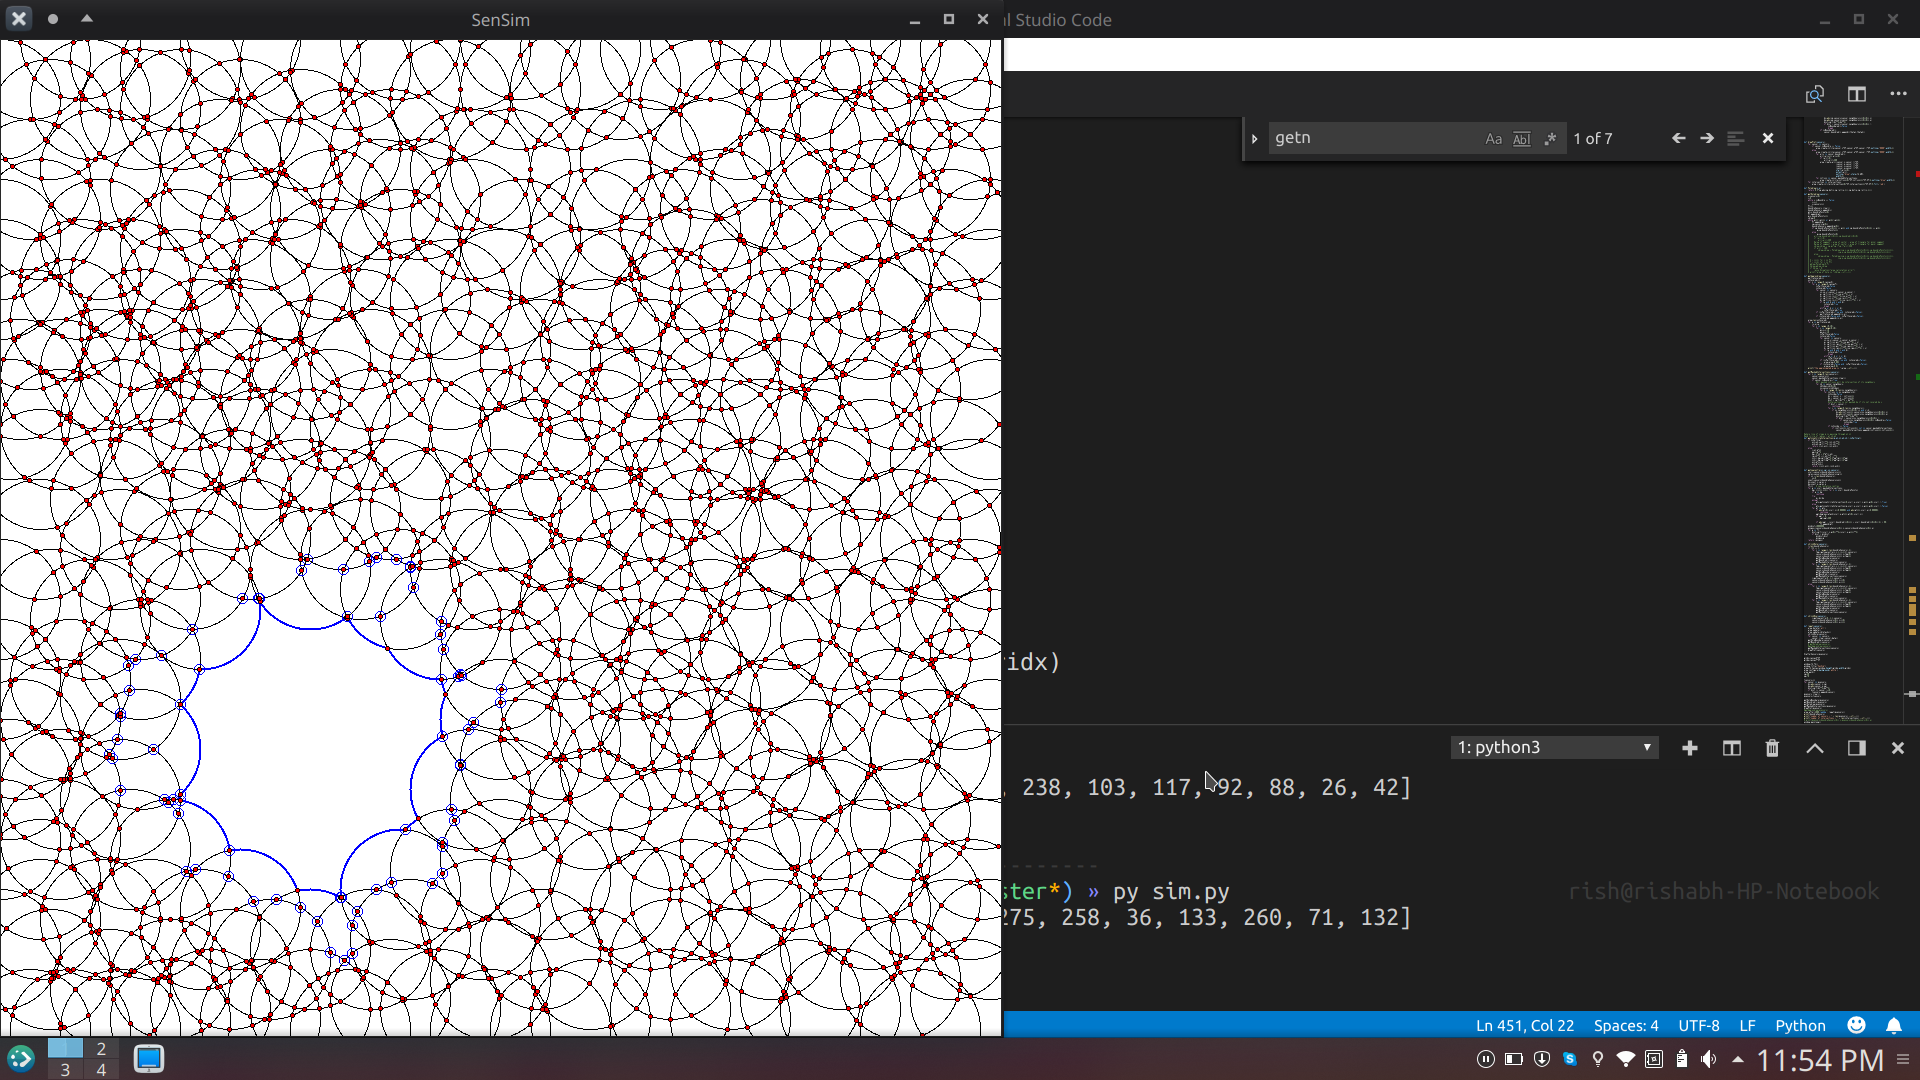 SenSim
l Studio Code
getn
Aa Abl .* 1 of 7
idx)
1: python3
238, 103, 117, 92, 88, 26, 42]
--------
ster*) » py sim.py
rish@rishabh-HP-Notebook
275, 258, 36, 133, 260, 71, 132]
Ln 451, Col 22 Spaces: 4 UTF-8 LF Python
2
3 4
11:54 PM